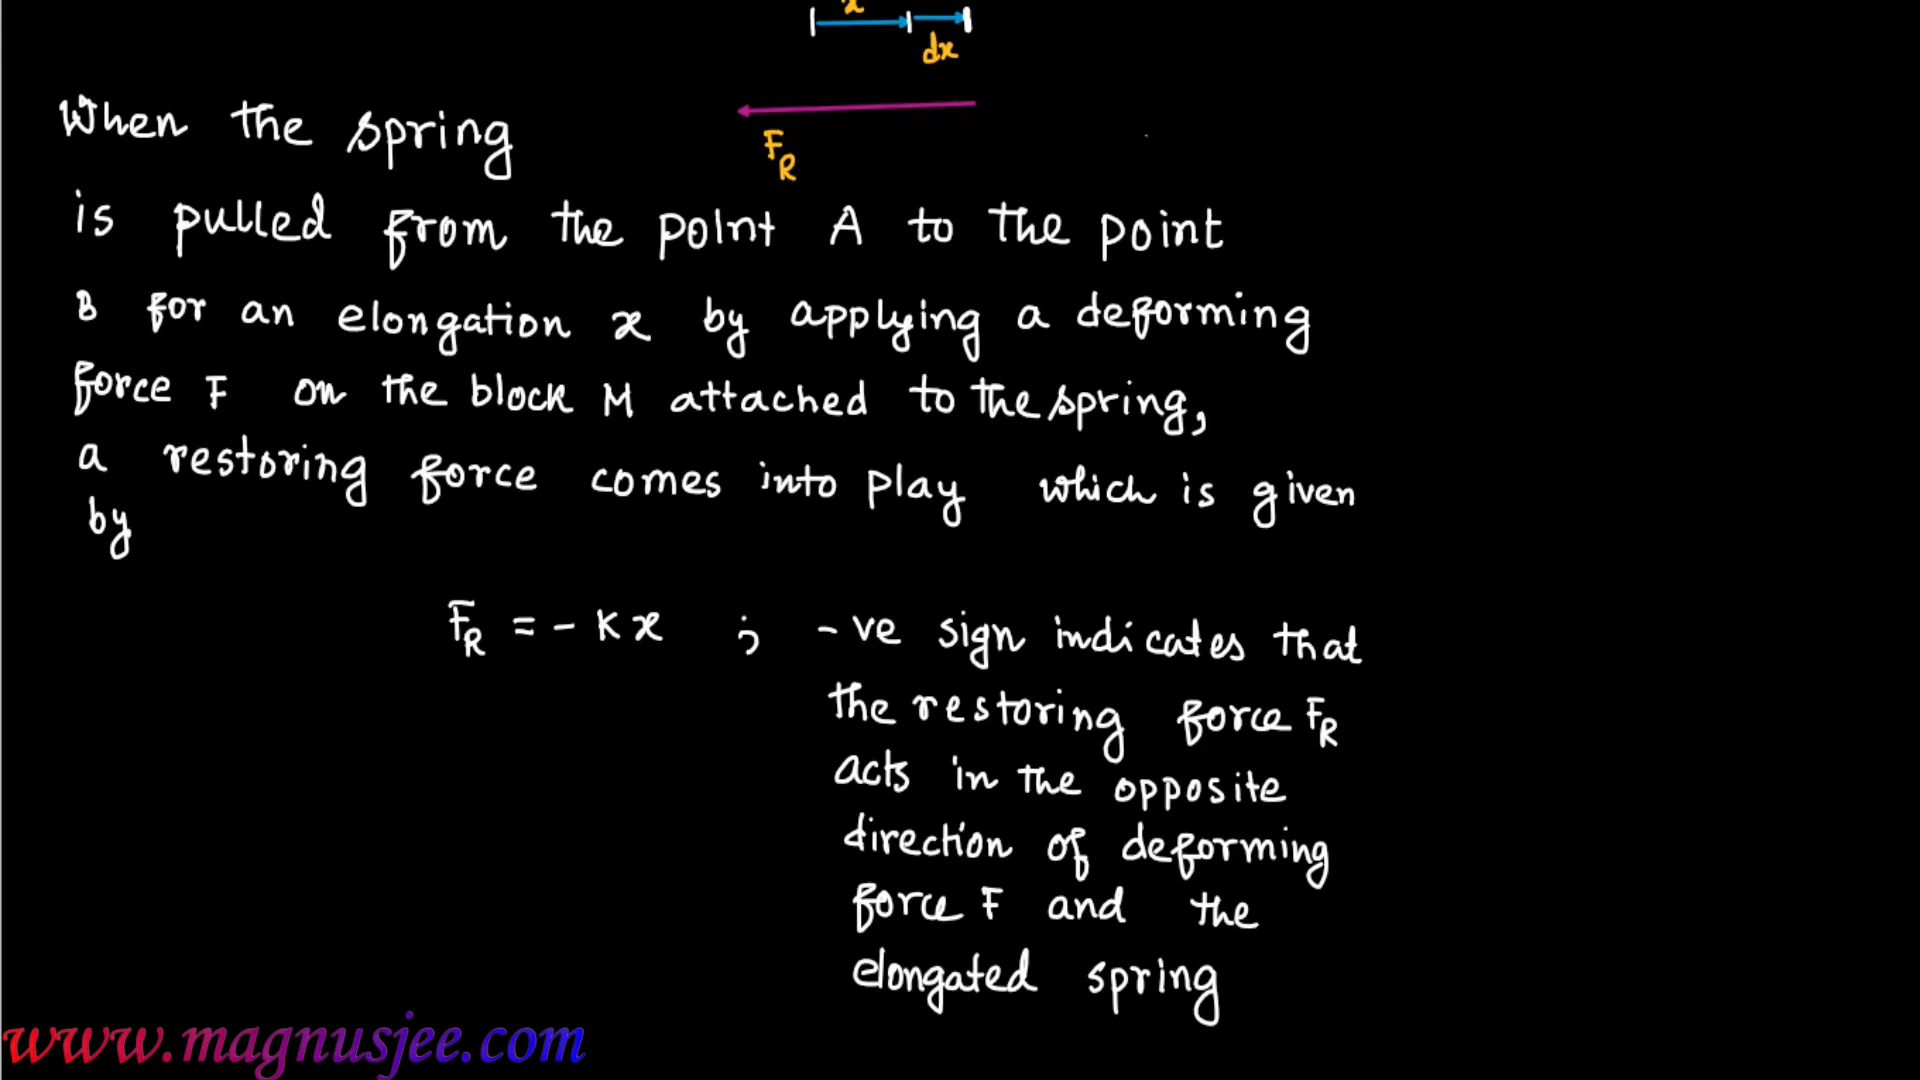 x
dx
When the spring
F_R
is pulled from the point A to the point
B for an elongation x by applying a deforming
force F on the block M attached to the spring,
a restoring force comes into play which is given
by
F_R = - K x ; -ve sign indicates that
the restoring force F_R
acts in the opposite
direction of deforming
force F and the
elongated spring
www.magnusjee.com